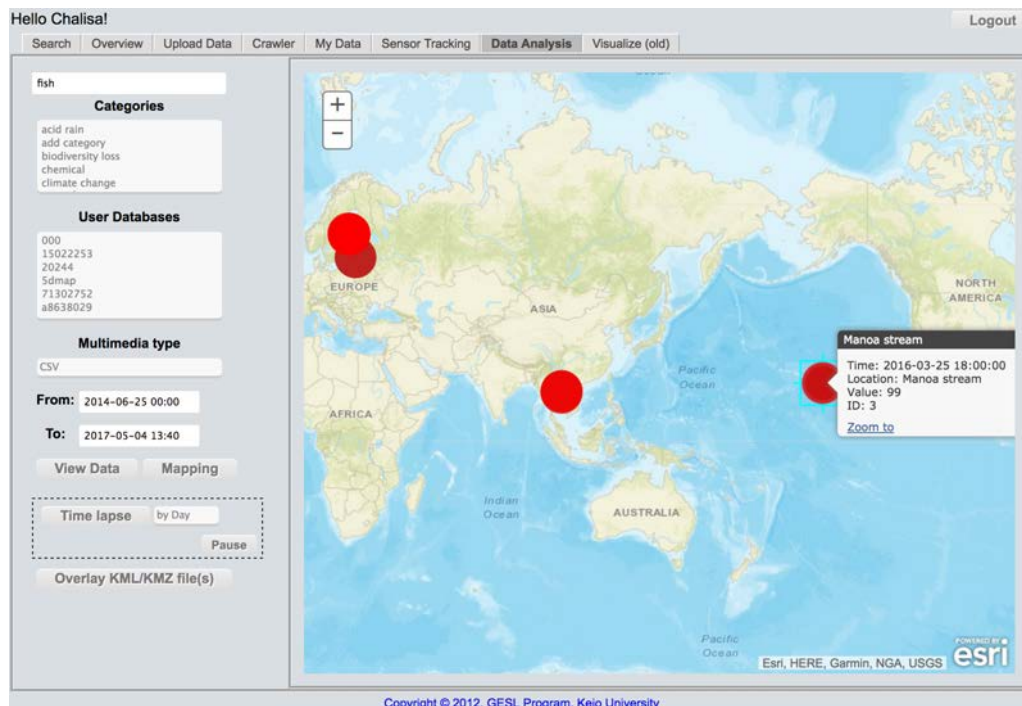 Hello Chalisa!
Logout
Search Overview Upload Data Crawler My Data Sensor Tracking Data Analysis Visualize (old)
fish
Categories
acid rain
add category
biodiversity loss
chemical
climate change
User Databases
000
15022253
20244
5dmap
71302752
a8638029
Multimedia type
CSV
From: 2014-06-25 00:00
To: 2017-05-04 13:40
View Data Mapping
Time lapse by Day
Pause
Overlay KML/KMZ file(s)
+
−
EUROPE
ASIA
AFRICA
NORTH
AMERICA
Pacific
Ocean
Manoa stream
Time: 2016-03-25 18:00:00
Location: Manoa stream
Value: 99
ID: 3
Zoom to
Indian
Ocean
AUSTRALIA
Pacific
Ocean
Esri, HERE, Garmin, NGA, USGS
POWERED BY
esri
Copyright © 2012, GESL Program, Keio University